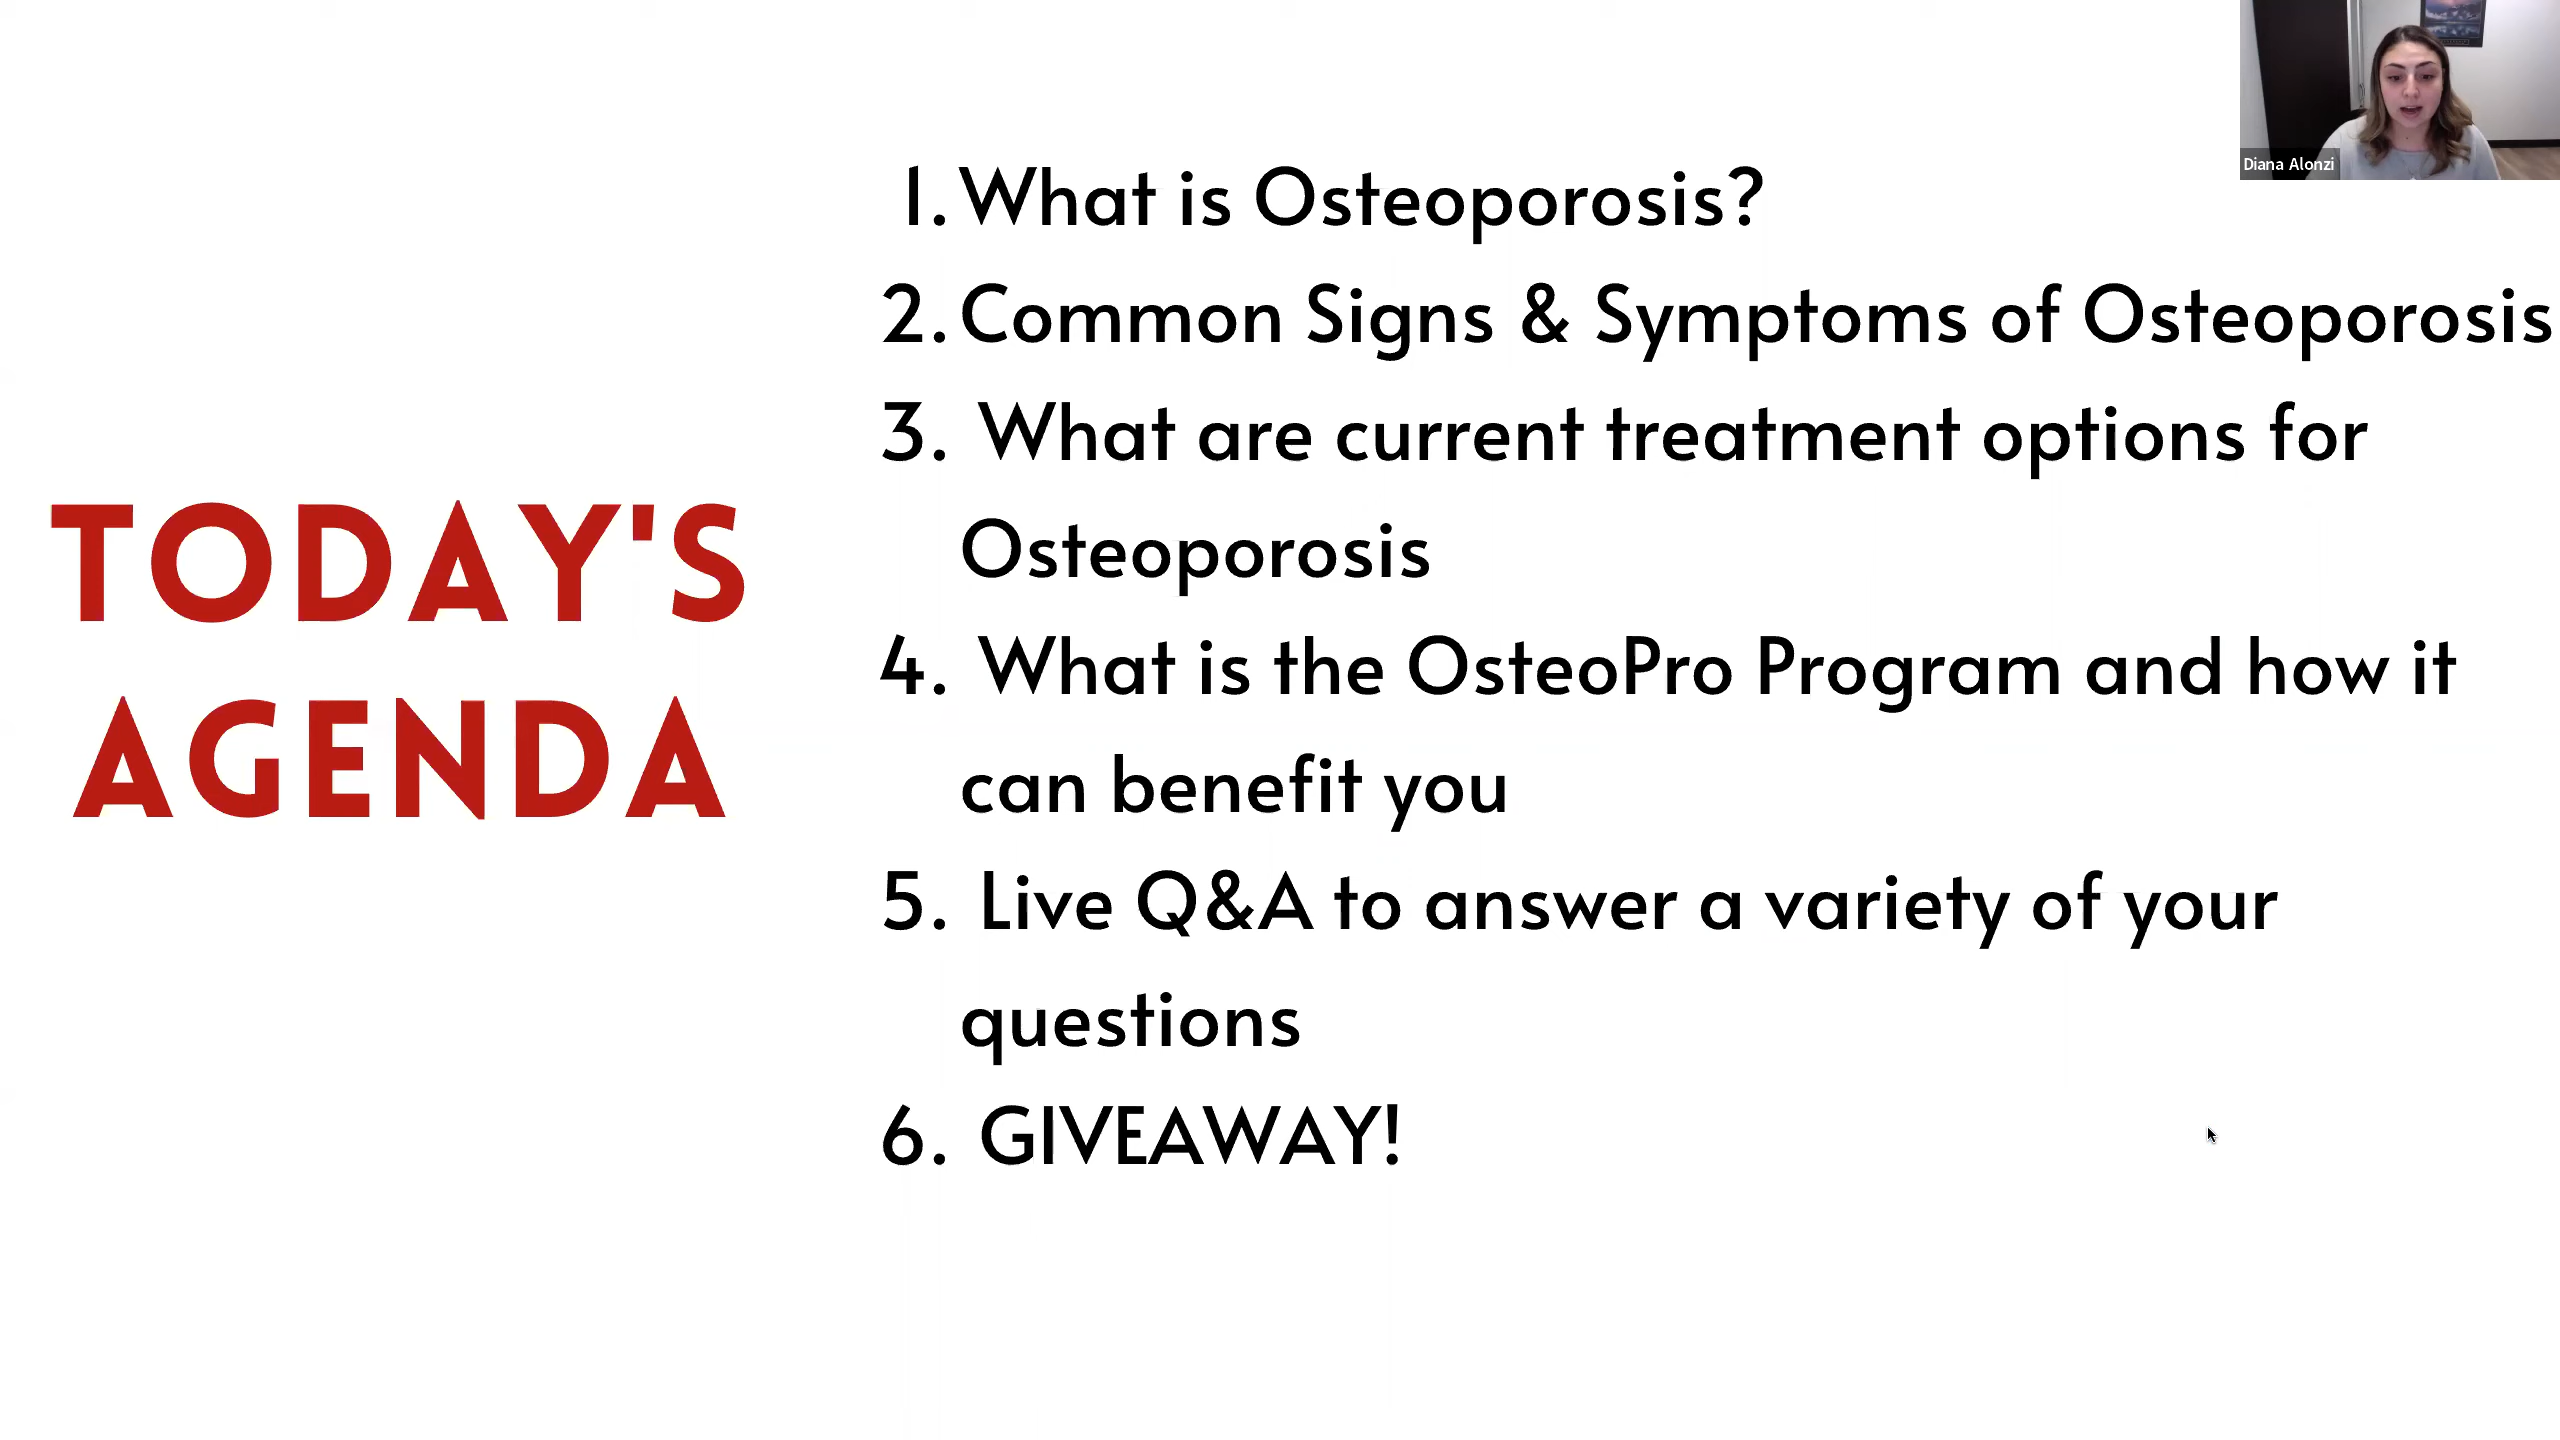 TODAY'S
AGENDA
1. What is Osteoporosis?
2. Common Signs & Symptoms of Osteoporosis
3. What are current treatment options for
Osteoporosis
4. What is the OsteoPro Program and how it
can benefit you
5. Live Q&A to answer a variety of your
questions
6. GIVEAWAY!
Diana Alonzi